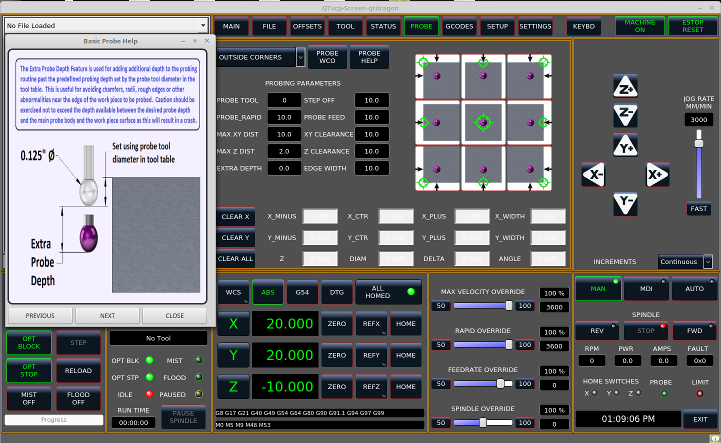 QTvcp-Screen-qtdragon
No File Loaded
MAIN FILE OFFSETS TOOL STATUS PROBE GCODES SETUP SETTINGS KEYBD MACHINE ON ESTOP RESET
Basic Probe Help
The Extra Probe Depth Feature is used for adding additional depth to the probing
routine past the predefined probing depth set by the probe tool diameter in the
tool table. This is useful for avoiding chamfers, radii, rough edges or other
abnormalities near the edge of the work piece to be probed. Caution should be
exercised not to exceed the depth available between the desired probe depth
and the main probe body and the work piece surface as this will result in a crash.
0.125" Ø
Set using probe tool
diameter in tool table
Extra
Probe
Depth
PREVIOUS NEXT CLOSE
OUTSIDE CORNERS
PROBE WCO
PROBE HELP
PROBING PARAMETERS
PROBE TOOL 0 STEP OFF 10.0
PROBE_RAPID 10.0 PROBE FEED 10.0
MAX XY DIST 10.0 XY CLEARANCE 10.0
MAX Z DIST 2.0 Z CLEARANCE 10.0
EXTRA DEPTH 0.0 EDGE WIDTH 10.0
CLEAR X X_MINUS X_CTR X_PLUS X_WIDTH
CLEAR Y Y_MINUS Y_CTR Y_PLUS Y_WIDTH
CLEAR ALL Z DIAM DELTA ANGLE
Z+
Z-
Y+
X- X+
Y-
JOG RATE
MM/MIN
3000
FAST
INCREMENTS Continuous
OPT BLOCK STEP
OPT STOP RELOAD
MIST OFF FLOOD OFF
Progress
No Tool
OPT BLK MIST
OPT STP FLOOD
IDLE PAUSED
RUN TIME
00:00:00
PAUSE SPINDLE
WCS ABS G54 DTG ALL HOMED
X 20.000 ZERO REFX HOME
Y 20.000 ZERO REFY HOME
Z -10.000 ZERO REFZ HOME
G8 G17 G21 G40 G49 G54 G64 G80 G90 G91.1 G94 G97 G99
M0 M5 M9 M48 M53
MAX VELOCITY OVERRIDE 100 %
50 100 3600
RAPID OVERRIDE 100 %
50 100 3600
FEEDRATE OVERRIDE 100 %
50 100 0
SPINDLE OVERRIDE 100 %
50 100 0
MAN MDI AUTO
SPINDLE
REV STOP FWD
RPM PWR AMPS FAULT
0 0.0 0.0 0x0
HOME SWITCHES PROBE LIMIT
X Y Z
01:09:06 PM EXIT